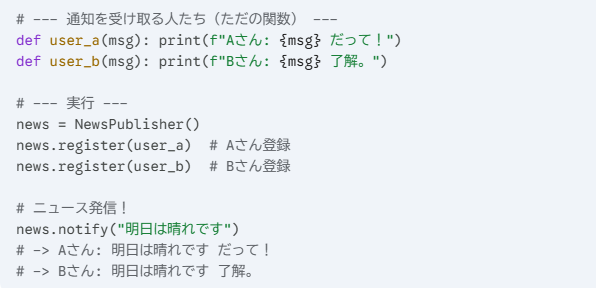 # --- 通知を受け取る人たち（ただの関数） ---
def user_a(msg): print(f"Aさん: {msg} だって！")
def user_b(msg): print(f"Bさん: {msg} 了解。")
# --- 実行 ---
news = NewsPublisher()
news.register(user_a)  # Aさん登録
news.register(user_b)  # Bさん登録
# ニュース発信！
news.notify("明日は晴れです")
# -> Aさん: 明日は晴れです だって！
# -> Bさん: 明日は晴れです 了解。